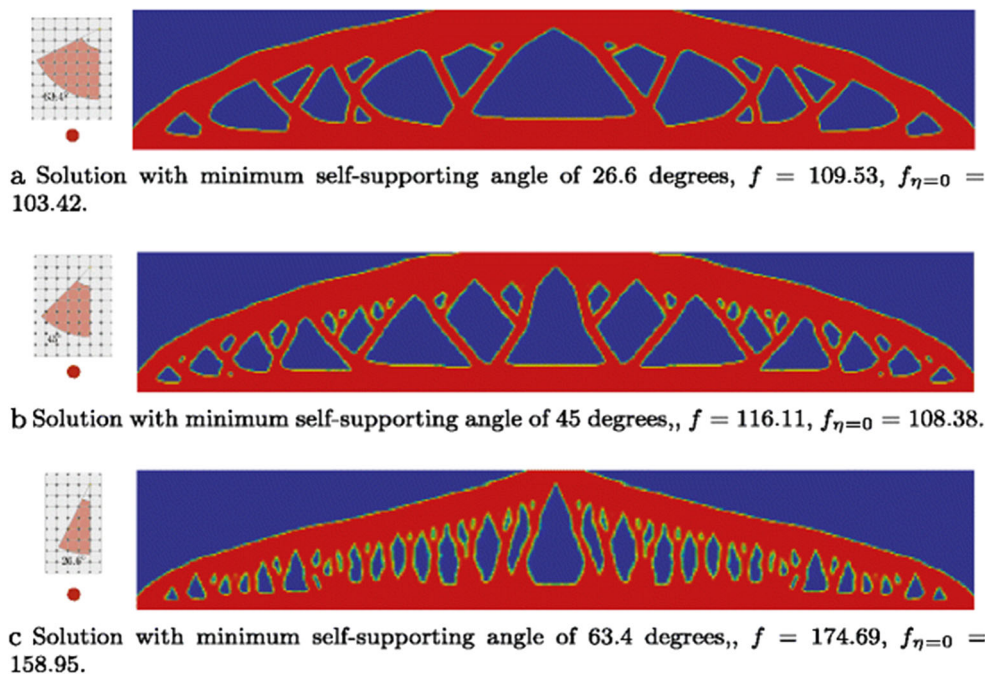 63.4°
a Solution with minimum self-supporting angle of 26.6 degrees, f = 109.53, fη=0 =
103.42.
45°
b Solution with minimum self-supporting angle of 45 degrees,, f = 116.11, fη=0 = 108.38.
26.6°
c Solution with minimum self-supporting angle of 63.4 degrees,, f = 174.69, fη=0 =
158.95.